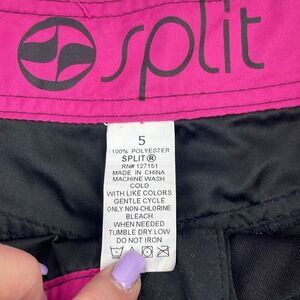 split
5
100% POLYESTER
SPLIT®
RN# 127151
MADE IN CHINA
MACHINE WASH
COLD
WITH LIKE COLORS
GENTLE CYCLE
ONLY NON-CHLORINE
BLEACH
WHEN NEEDED
TUMBLE DRY LOW
DO NOT IRON